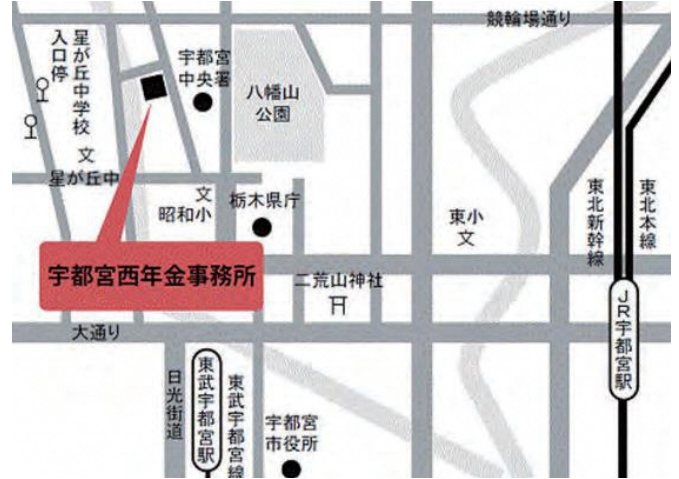 競輪場通り
星が丘中学校
入口停
宇都宮
中央署
八幡山
公園
文
星が丘中
文
昭和小
栃木県庁
東小
文
東北新幹線
東北本線
宇都宮西年金事務所
二荒山神社
大通り
JR宇都宮駅
日光街道
東武宇都宮駅
東武宇都宮線
宇都宮
市役所